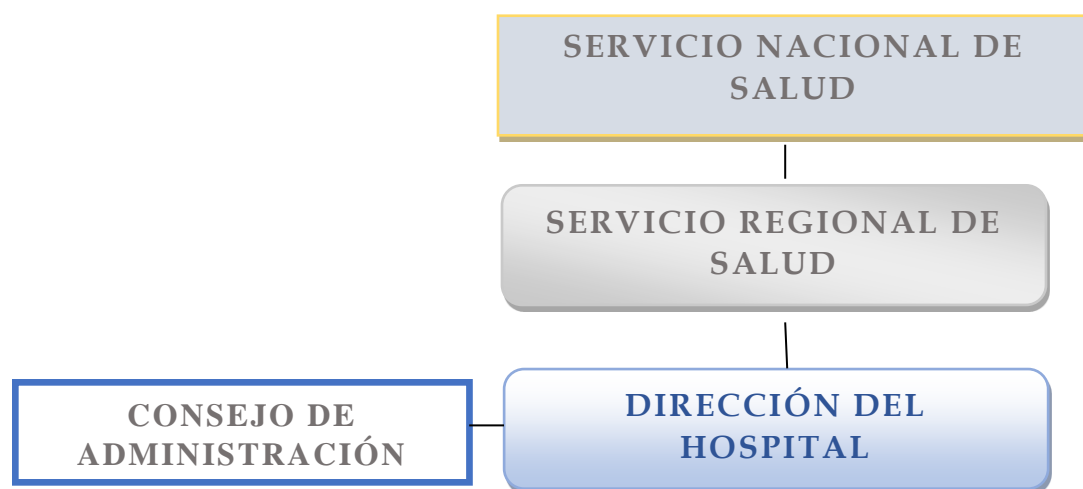 SERVICIO NACIONAL DE
SALUD
SERVICIO REGIONAL DE
SALUD
CONSEJO DE
ADMINISTRACIÓN
DIRECCIÓN DEL
HOSPITAL